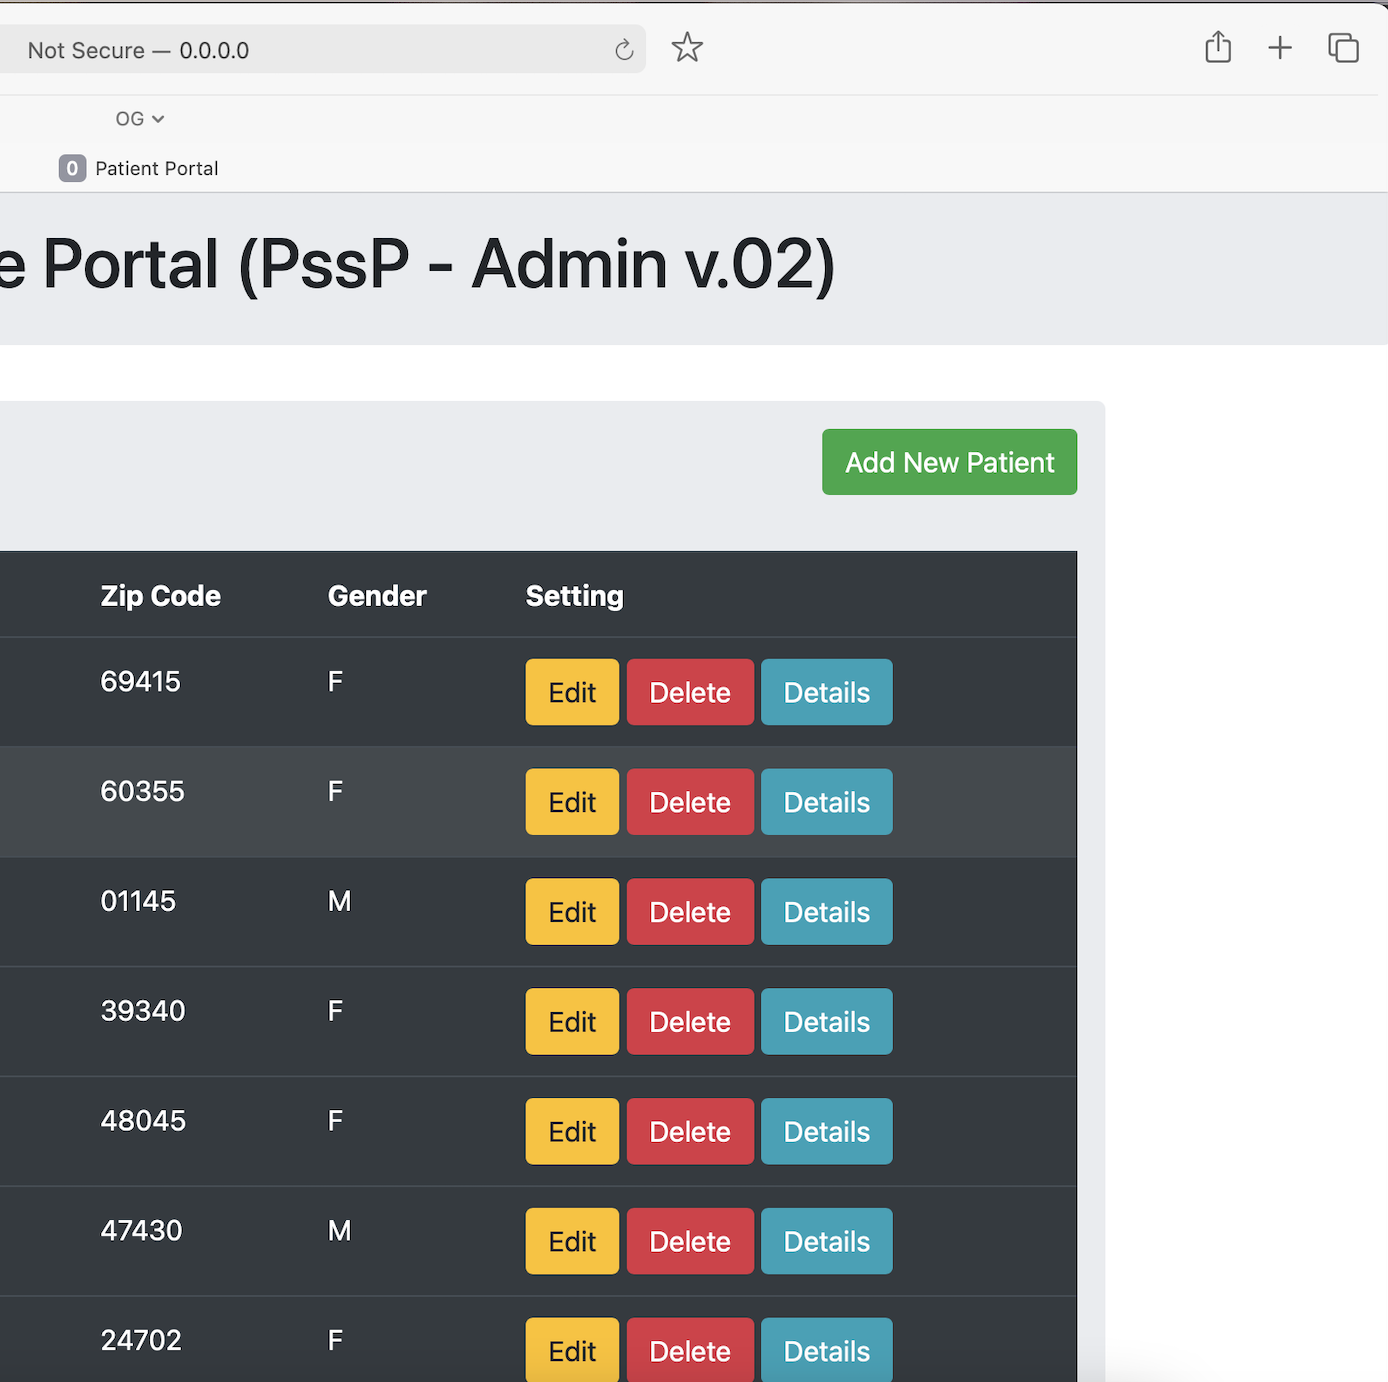 Not Secure — 0.0.0.0
OG
0 Patient Portal
e Portal (PssP - Admin v.02)
Add New Patient
Zip Code Gender Setting
69415 F Edit Delete Details
60355 F Edit Delete Details
01145 M Edit Delete Details
39340 F Edit Delete Details
48045 F Edit Delete Details
47430 M Edit Delete Details
24702 F Edit Delete Details